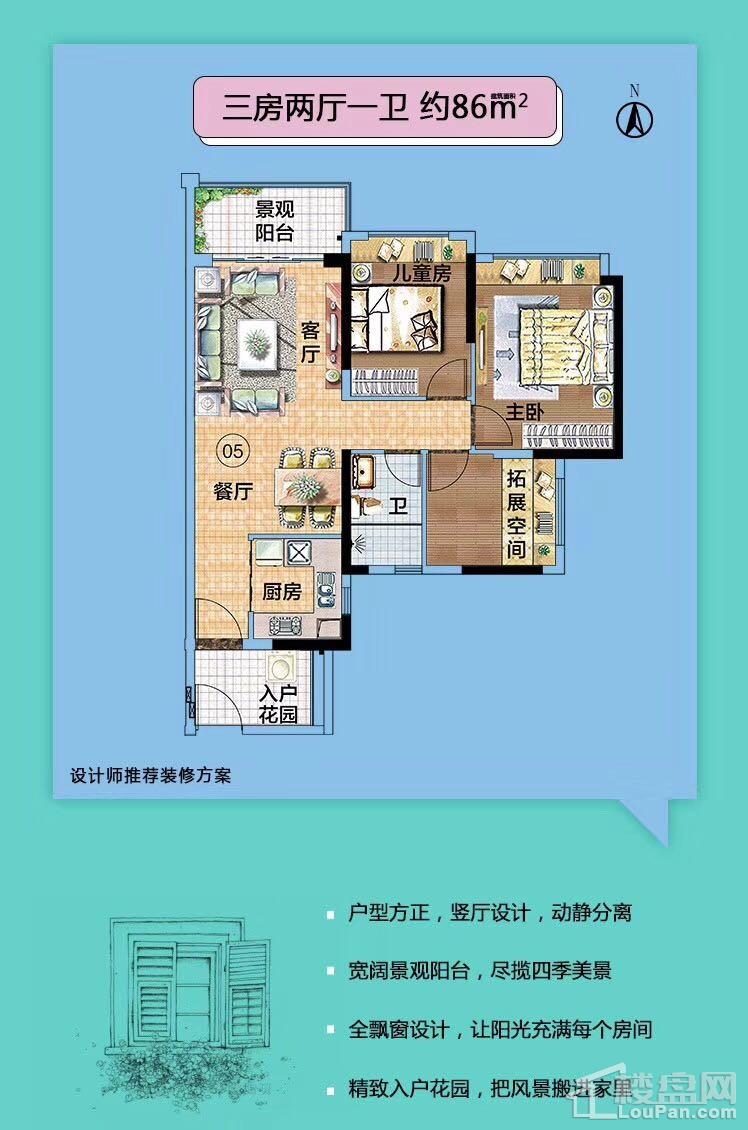 三房两厅一卫 约86m²
建筑面积
N
景观
阳台
儿童房
客厅
主卧
05
餐厅
卫
拓展空间
厨房
入户
花园
设计师推荐装修方案
户型方正，竖厅设计，动静分离
宽阔景观阳台，尽揽四季美景
全飘窗设计，让阳光充满每个房间
精致入户花园，把风景搬进家里
楼盘网
LouPan.com